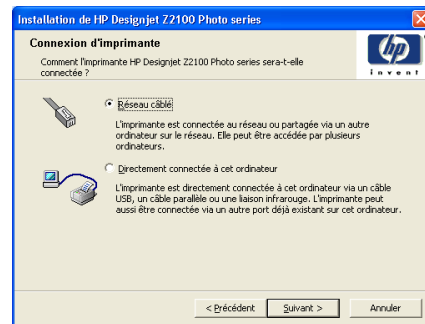 Installation de HP Designjet Z2100 Photo series
Connexion d'imprimante
Comment l'imprimante HP Designjet Z2100 Photo series sera-t-elle
connectée ?
hp
invent
Réseau câblé
L'imprimante est connectée au réseau ou partagée via un autre
ordinateur sur le réseau. Elle peut être accédée par plusieurs
ordinateurs.
Directement connectée à cet ordinateur
L'imprimante est directement connectée à cet ordinateur via un câble
USB, un câble parallèle ou une liaison infrarouge. L'imprimante peut
aussi être connectée via un autre port déjà existant sur cet ordinateur.
< Précédent
Suivant >
Annuler